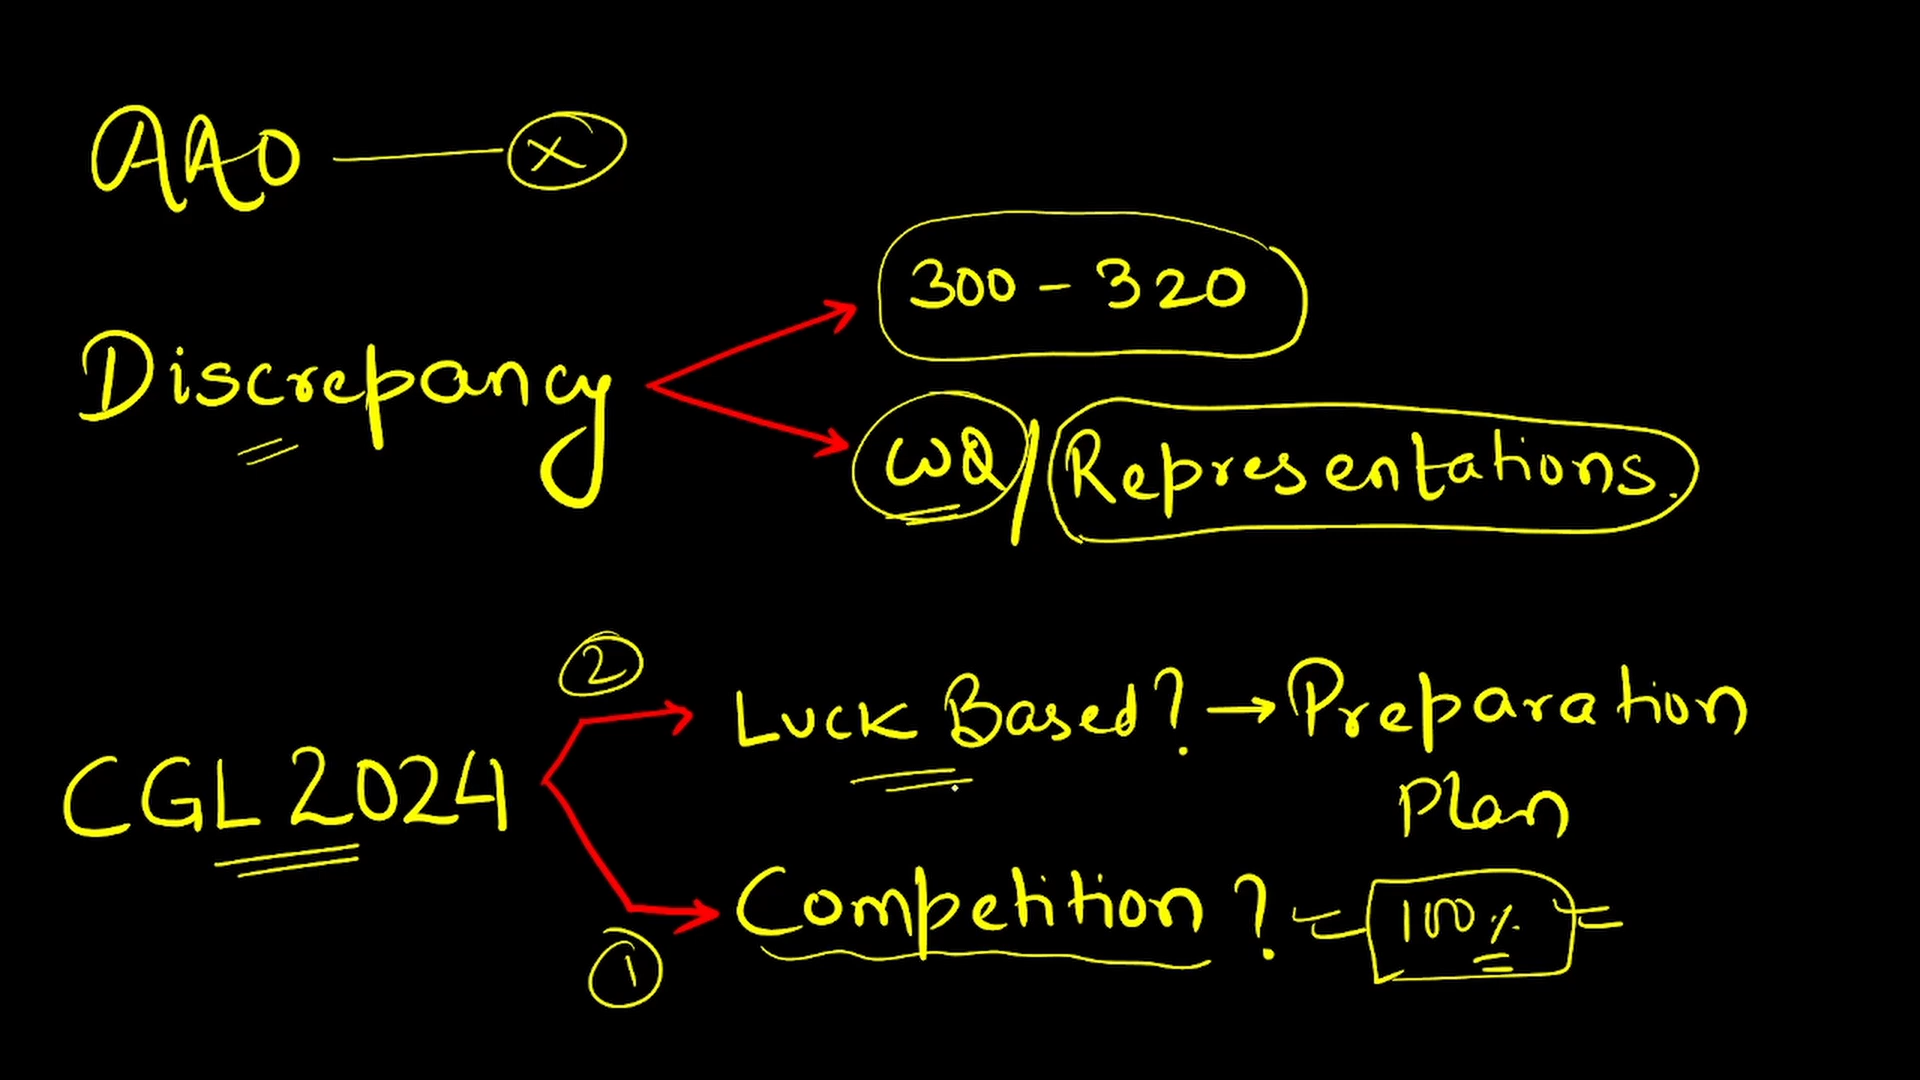 AAO — X
300 - 320
Discrepancy
WQ / Representations.
2
Luck Based? → Preparation
Plan
CGL 2024
Competition? = 100% =
1